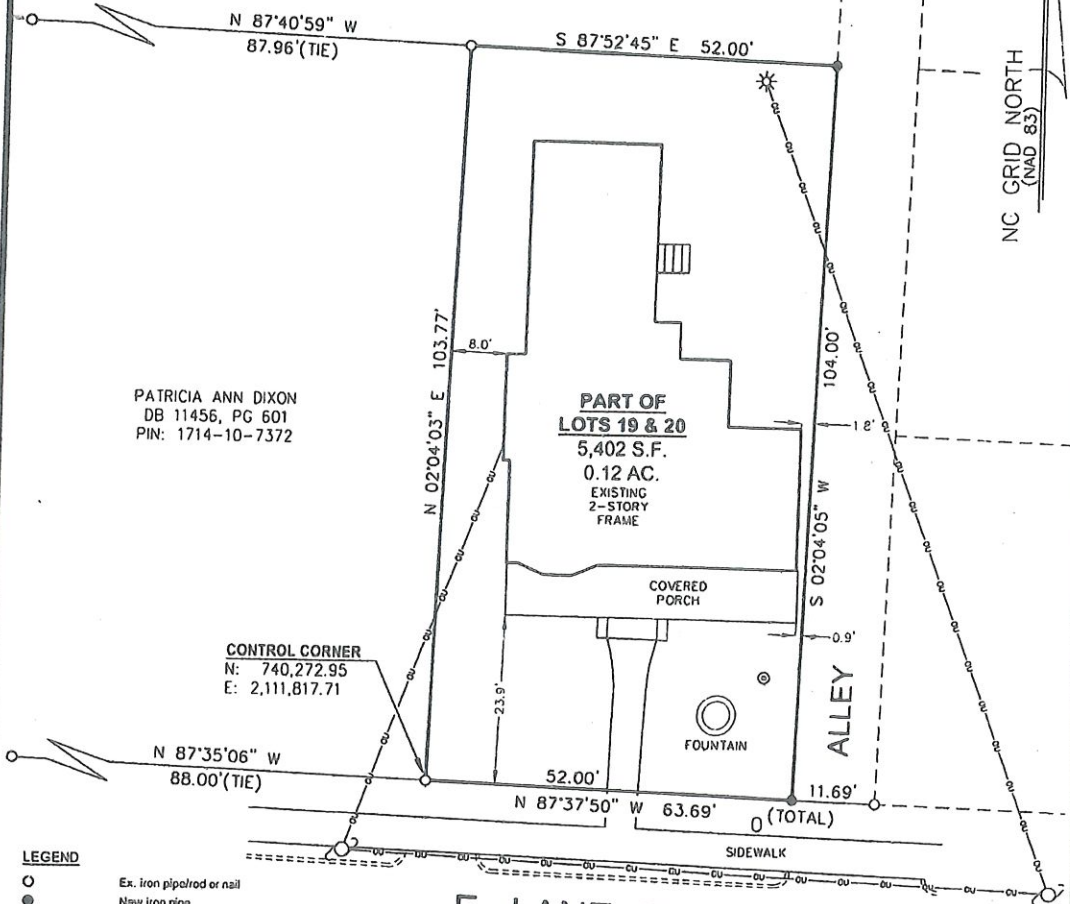 N 87°40'59" W
87.96'(TIE)
S 87°52'45" E 52.00'
NC GRID NORTH
(NAD 83)
N 02°04'03" E 103.77'
8.0'
104.00'
PATRICIA ANN DIXON
DB 11456, PG 601
PIN: 1714-10-7372
PART OF
LOTS 19 & 20
5,402 S.F.
0.12 AC.
EXISTING
2-STORY
FRAME
1.8'
S 02°04'05" W
COVERED
PORCH
0.9'
CONTROL CORNER
N: 740,272.95
E: 2,111,817.71
23.9'
ALLEY
FOUNTAIN
N 87°35'06" W
88.00'(TIE)
52.00'
11.69'
N 87°37'50" W 63.69'
(TOTAL)
SIDEWALK
LEGEND
Ex. iron pipe/rod or nail
New iron pipe